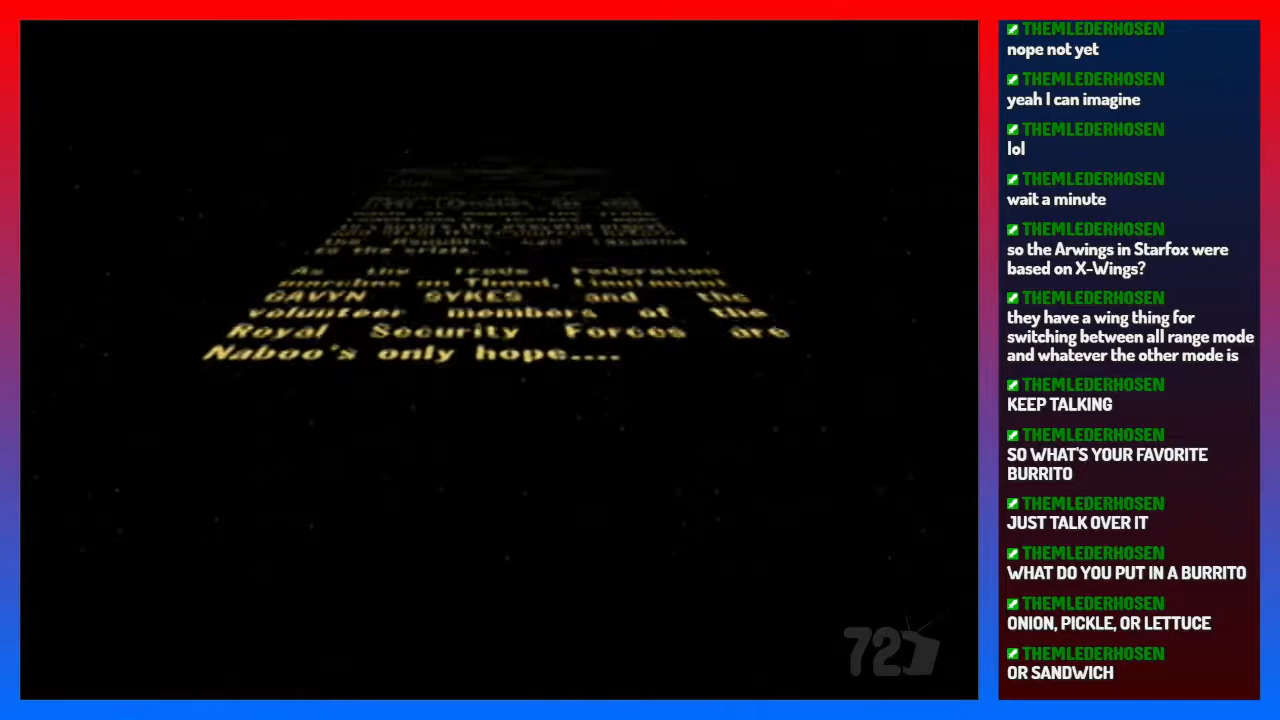 to the crisis.
As the Trade Federation
marches on Theed, Lieutenant
GAVYN SYKES and the
volunteer members of the
Royal Security Forces are
Naboo's only hope....
72
THEMLEDERHOSEN
nope not yet
THEMLEDERHOSEN
yeah I can imagine
THEMLEDERHOSEN
lol
THEMLEDERHOSEN
wait a minute
THEMLEDERHOSEN
so the Arwings in Starfox were
based on X-Wings?
THEMLEDERHOSEN
they have a wing thing for
switching between all range mode
and whatever the other mode is
THEMLEDERHOSEN
KEEP TALKING
THEMLEDERHOSEN
SO WHAT'S YOUR FAVORITE
BURRITO
THEMLEDERHOSEN
JUST TALK OVER IT
THEMLEDERHOSEN
WHAT DO YOU PUT IN A BURRITO
THEMLEDERHOSEN
ONION, PICKLE, OR LETTUCE
THEMLEDERHOSEN
OR SANDWICH